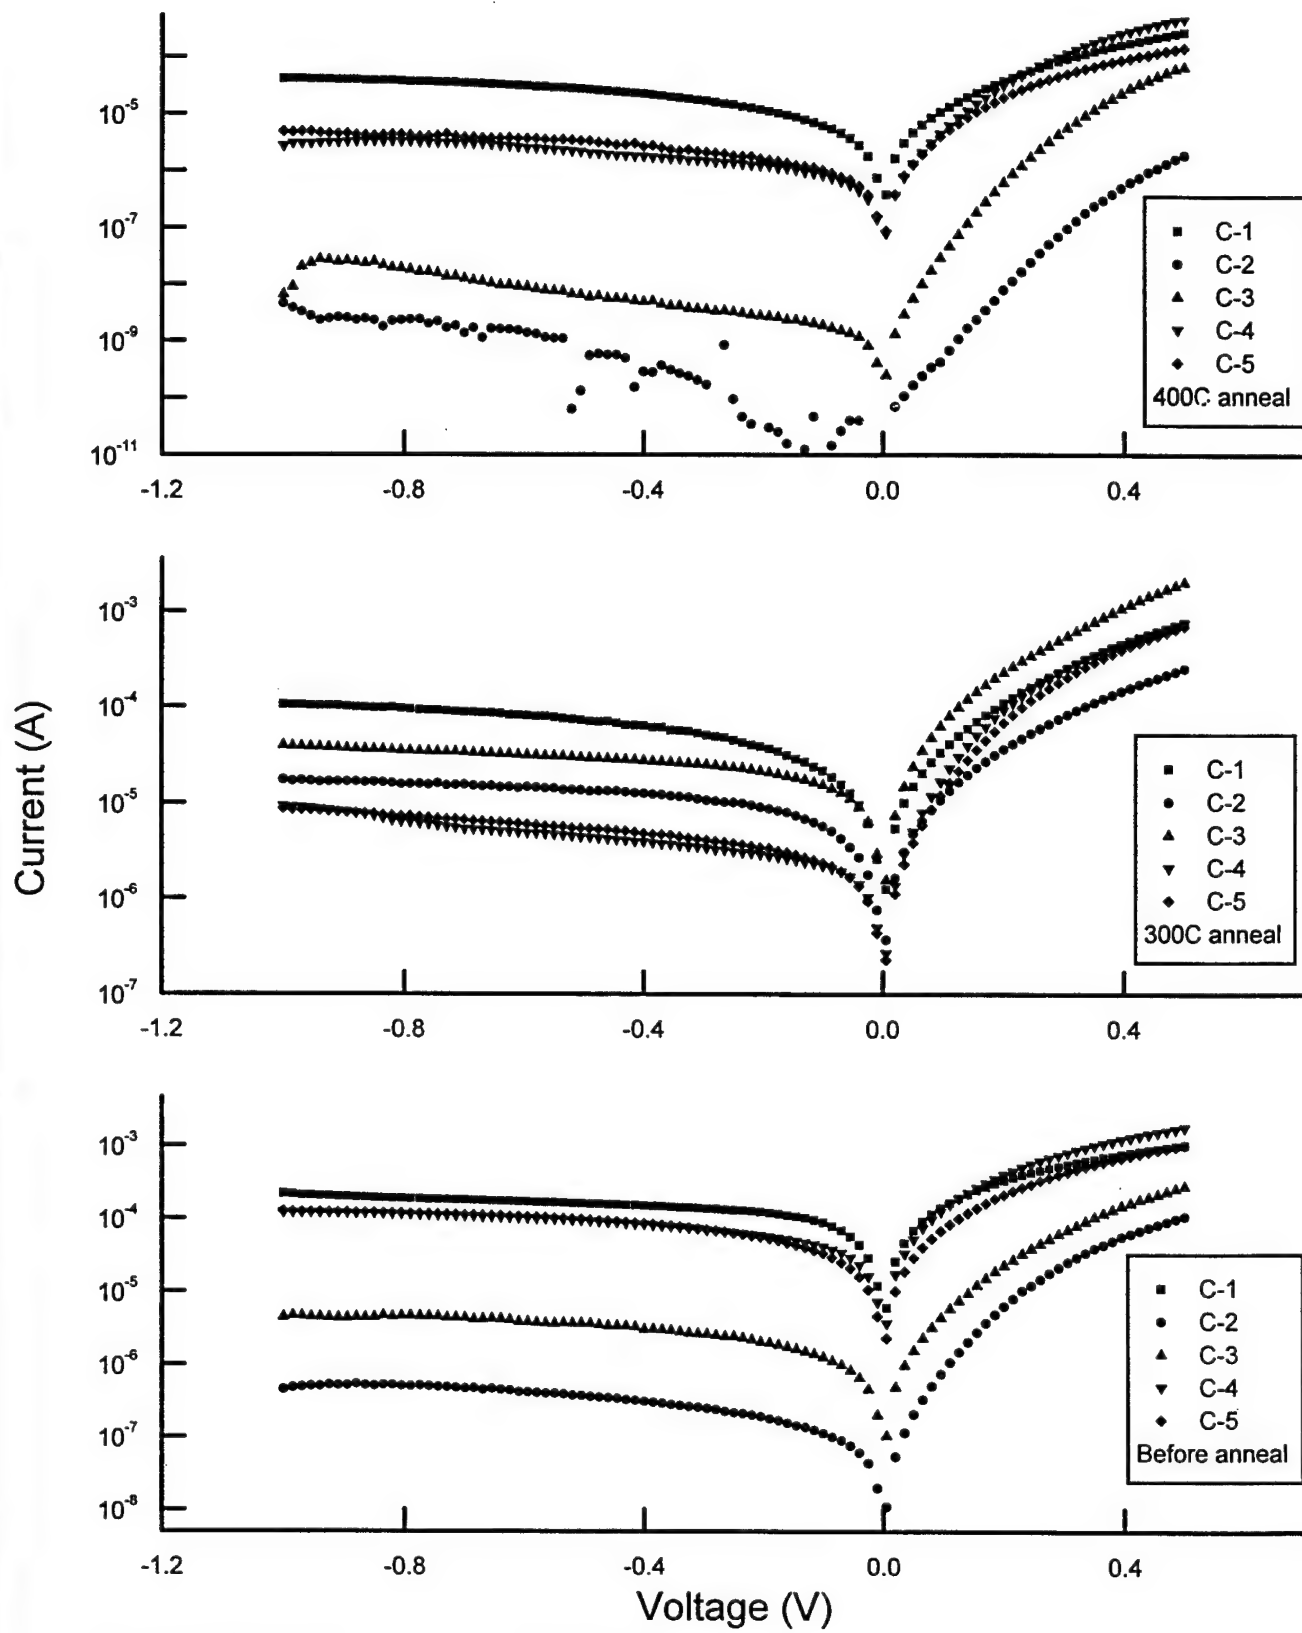 10-5
10-7
10-9
10-11
-1.2 -0.8 -0.4 0.0 0.4
C-1
C-2
C-3
C-4
C-5
400C anneal
Current (A)
10-3
10-4
10-5
10-6
10-7
-1.2 -0.8 -0.4 0.0 0.4
C-1
C-2
C-3
C-4
C-5
300C anneal
10-3
10-4
10-5
10-6
10-7
10-8
-1.2 -0.8 -0.4 0.0 0.4
C-1
C-2
C-3
C-4
C-5
Before anneal
Voltage (V)